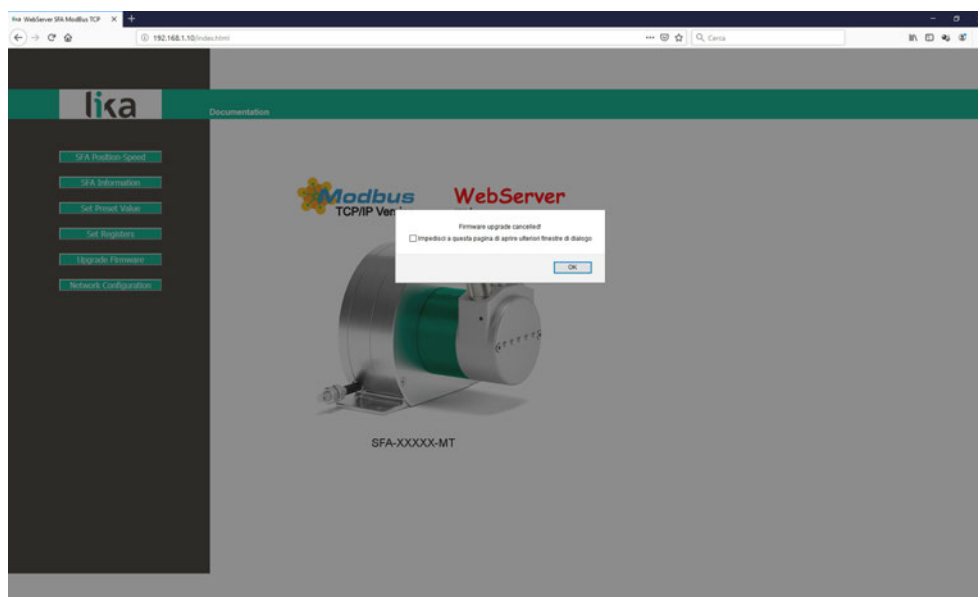 lika WebServer SFA ModBus TCP
192.168.1.10/index.html
Cerca
lika
Documentation
SFA Position-Speed
SFA Information
Set Preset Value
Set Registers
Upgrade Firmware
Network Configuration
Modbus
TCP/IP
WebServer
Firmware upgrade cancelled!
Impedisci a questa pagina di aprire ulteriori finestre di dialogo
OK
SFA-XXXXX-MT